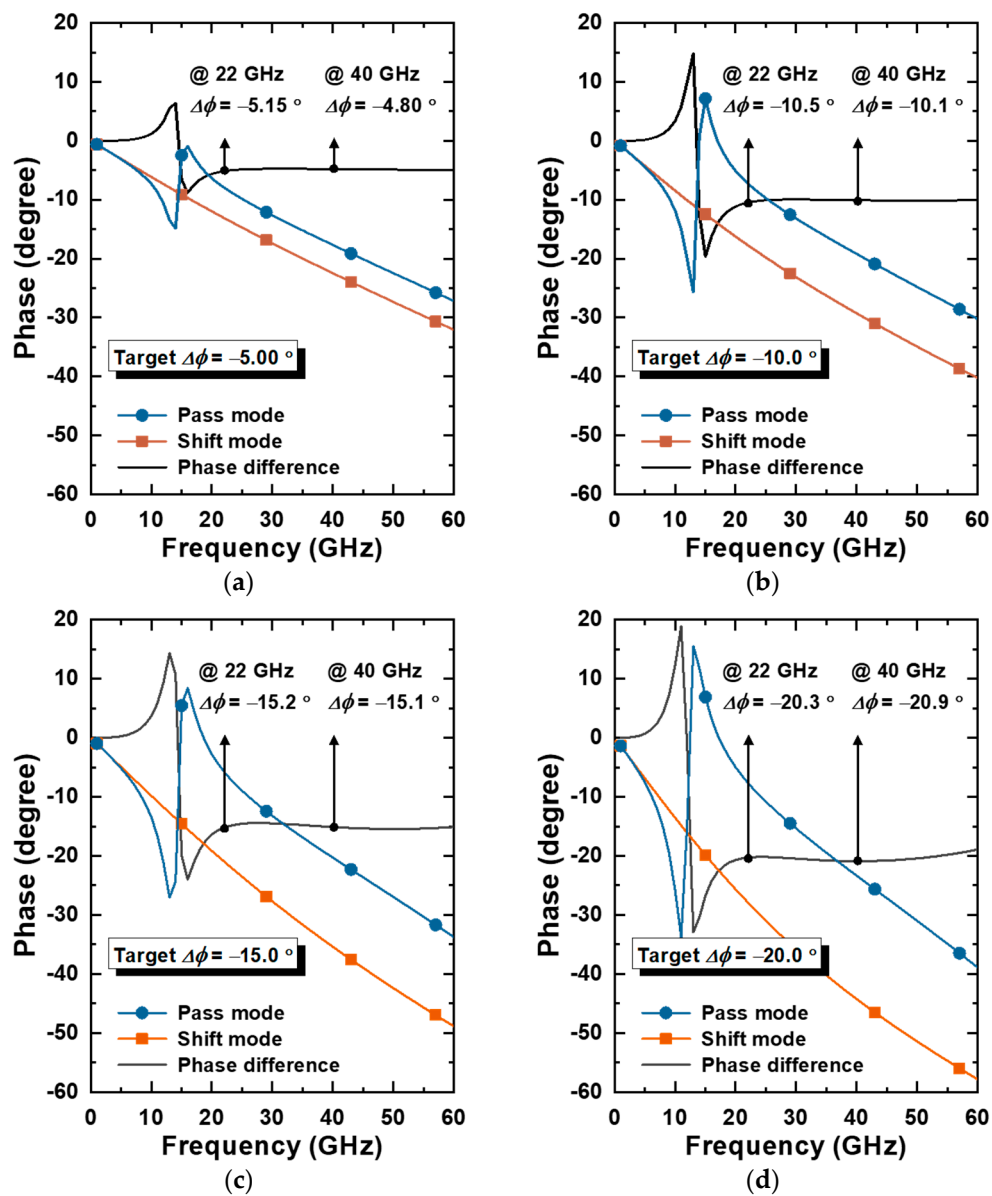 20
10
0
-10
-20
-30
-40
-50
-60
Phase (degree)
@ 22 GHz @ 40 GHz
Δϕ = −5.15 ° Δϕ = −4.80 °
Target Δϕ = −5.00 °
Pass mode
Shift mode
Phase difference
0 10 20 30 40 50 60
Frequency (GHz)
(a)
20
10
0
-10
-20
-30
-40
-50
-60
Phase (degree)
@ 22 GHz @ 40 GHz
Δϕ = −10.5 ° Δϕ = −10.1 °
Target Δϕ = −10.0 °
Pass mode
Shift mode
Phase difference
0 10 20 30 40 50 60
Frequency (GHz)
(b)
20
10
0
-10
-20
-30
-40
-50
-60
Phase (degree)
@ 22 GHz @ 40 GHz
Δϕ = −15.2 ° Δϕ = −15.1 °
Target Δϕ = −15.0 °
Pass mode
Shift mode
Phase difference
0 10 20 30 40 50 60
Frequency (GHz)
(c)
20
10
0
-10
-20
-30
-40
-50
-60
Phase (degree)
@ 22 GHz @ 40 GHz
Δϕ = −20.3 ° Δϕ = −20.9 °
Target Δϕ = −20.0 °
Pass mode
Shift mode
Phase difference
0 10 20 30 40 50 60
Frequency (GHz)
(d)